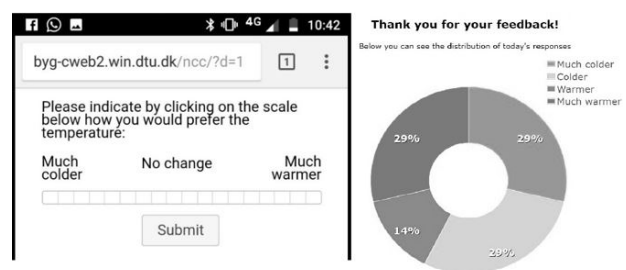 4G 10:42
byg-cweb2.win.dtu.dk/ncc/?d=1 1
Please indicate by clicking on the scale
below how you would prefer the
temperature:
Much
colder
No change
Much
warmer
Submit
Thank you for your feedback!
Below you can see the distribution of today's responses
Much colder
Colder
Warmer
Much warmer
29%
29%
14%
29%